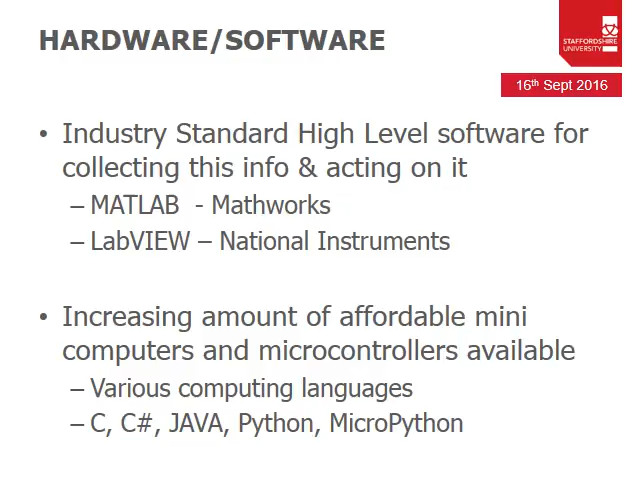 HARDWARE/SOFTWARE
STAFFORDSHIRE
UNIVERSITY
16th Sept 2016
• Industry Standard High Level software for
collecting this info & acting on it
– MATLAB - Mathworks
– LabVIEW – National Instruments
• Increasing amount of affordable mini
computers and microcontrollers available
– Various computing languages
– C, C#, JAVA, Python, MicroPython